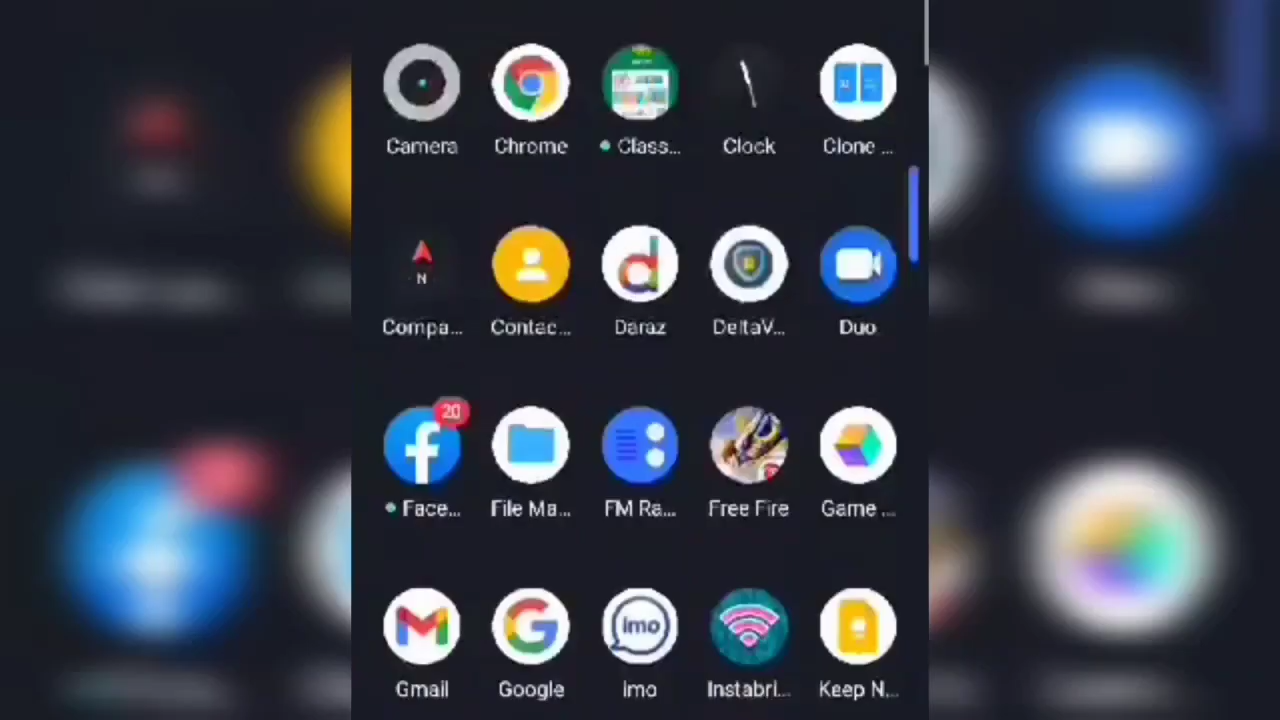 Camera Chrome Class... Clock Clone ...
N
Compa... Contac... Daraz DeltaV... Duo
20
Face... File Ma... FM Ra... Free Fire Game ...
imo
Gmail Google imo Instabri... Keep N...